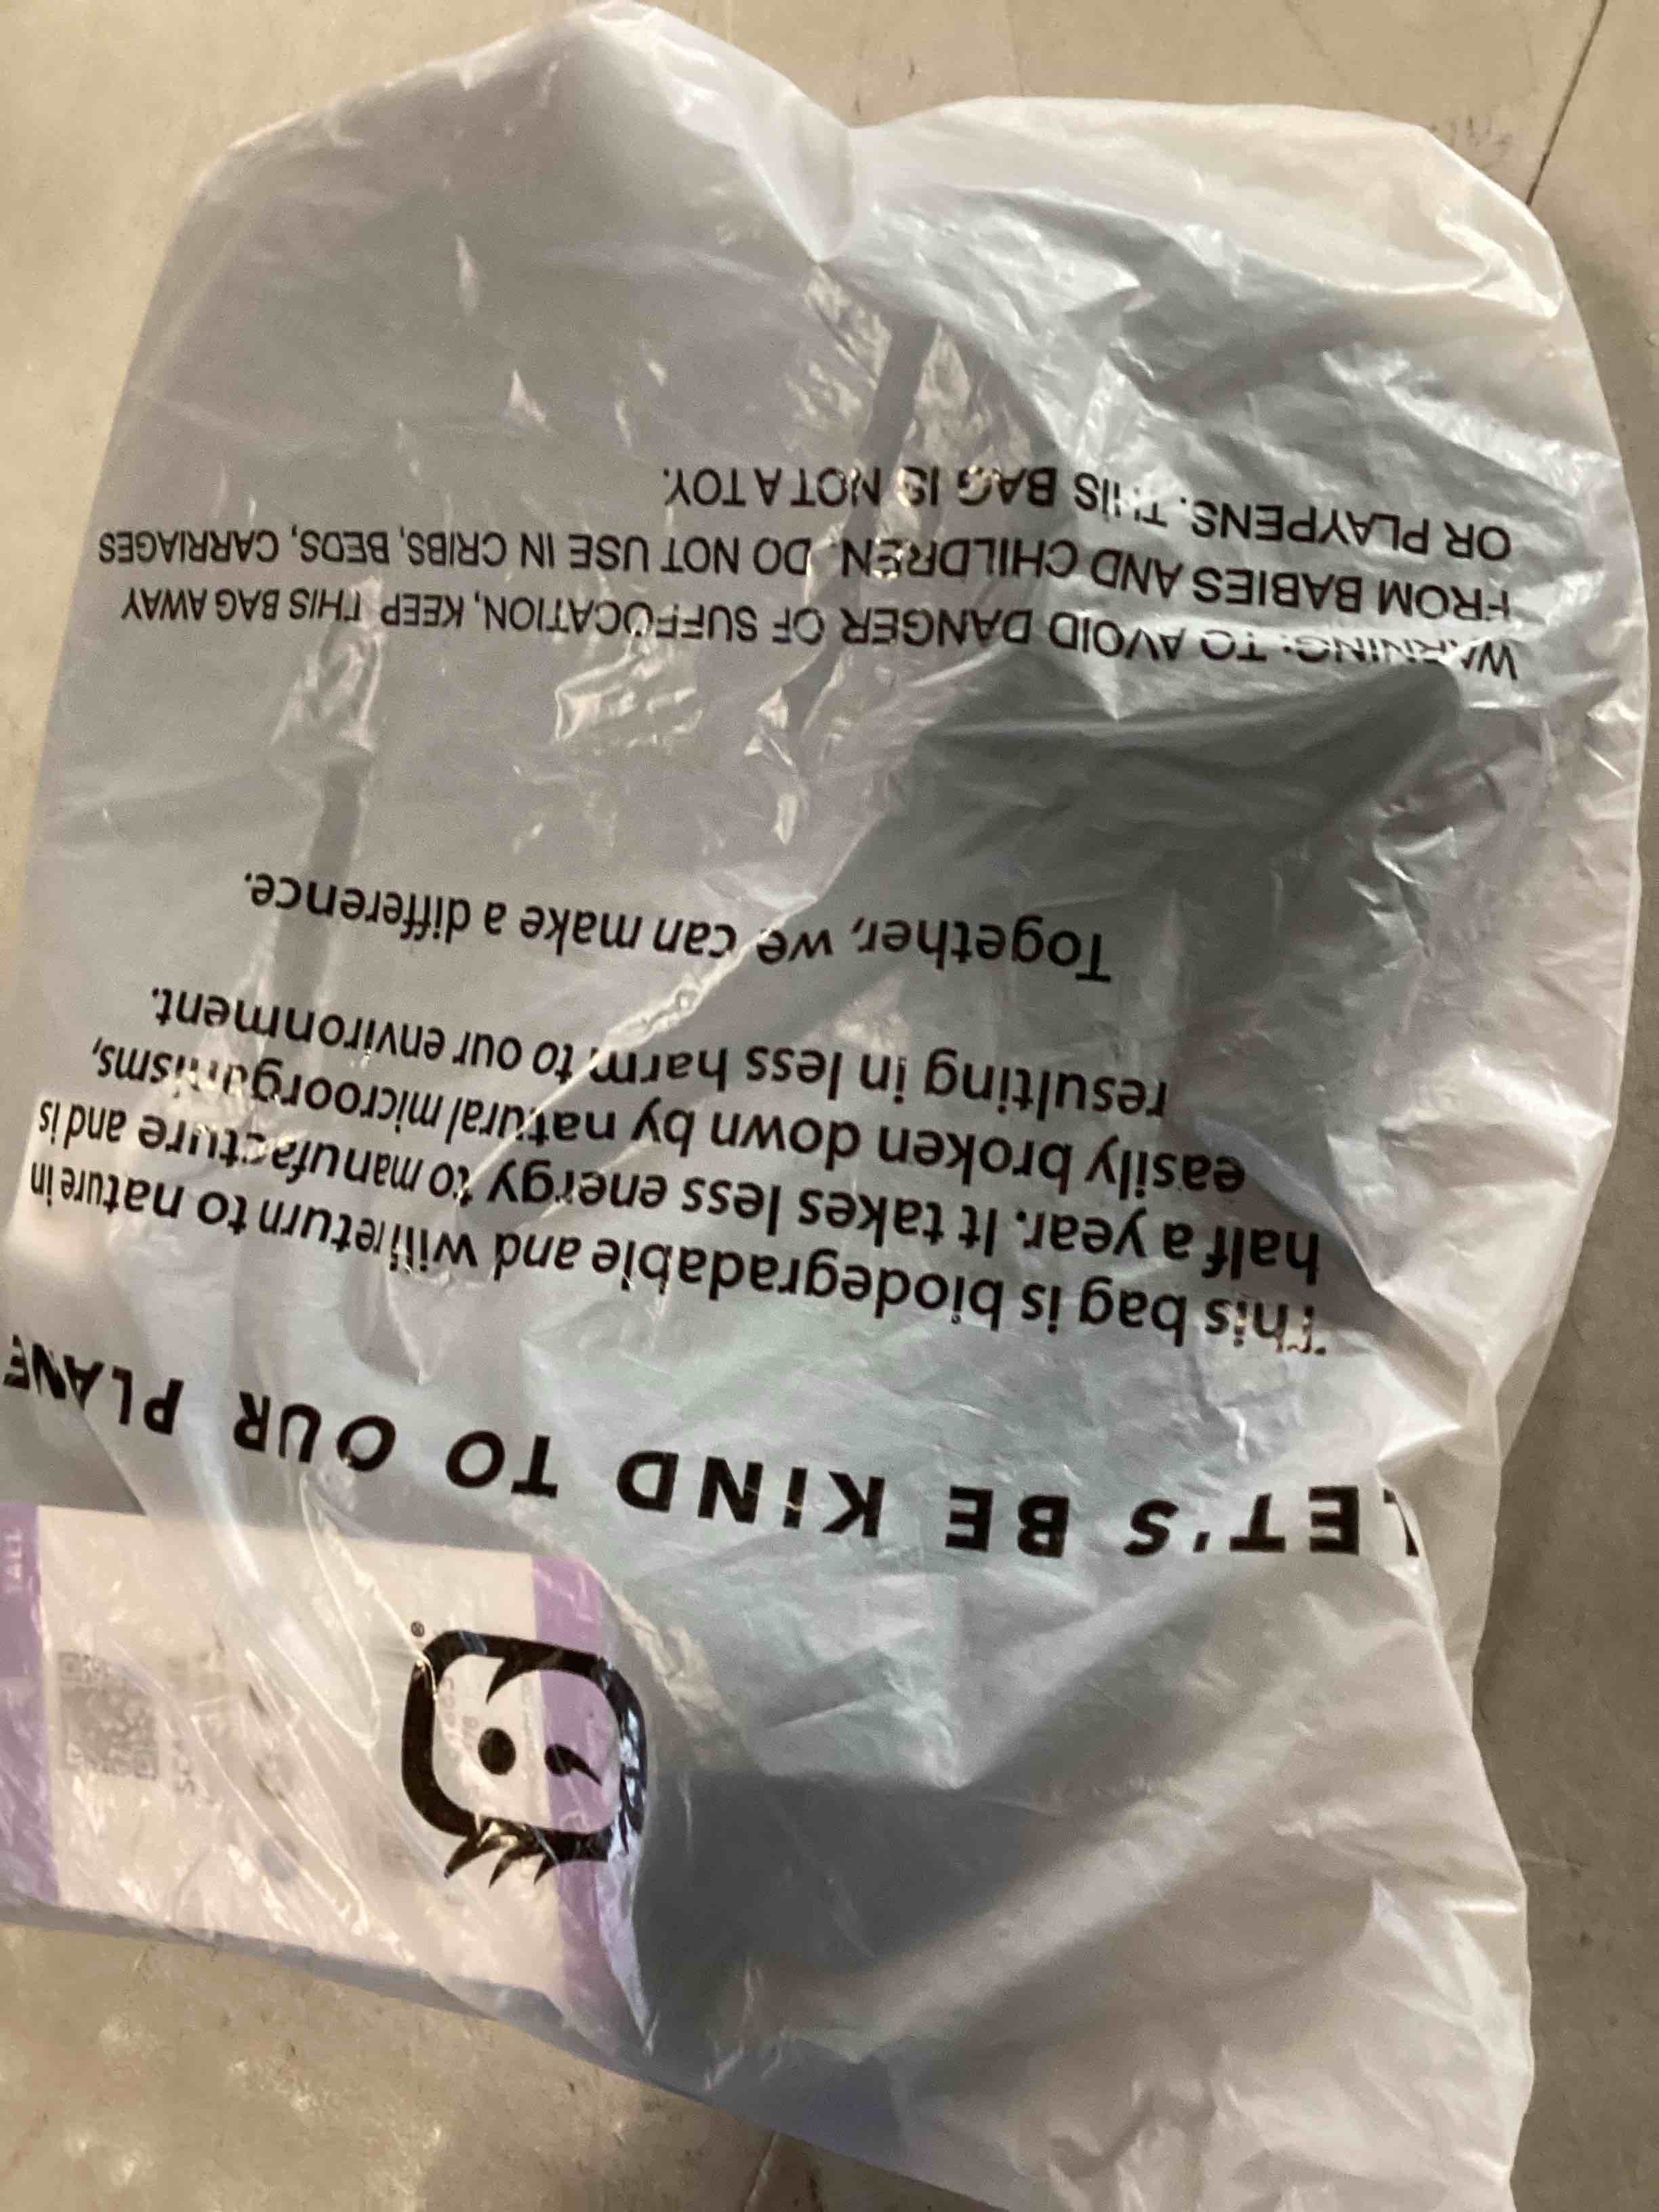 LET'S BE KIND TO OUR PLANE
This bag is biodegradable and will return to nature in
half a year. It takes less energy to manufacture and is
easily broken down by natural microorganisms,
resulting in less harm to our environment.
Together, we can make a difference.
WARNING: TO AVOID DANGER OF SUFFOCATION, KEEP THIS BAG AWAY
FROM BABIES AND CHILDREN. DO NOT USE IN CRIBS, BEDS, CARRIAGES
OR PLAYPENS. THIS BAG IS NOT A TOY.
®
TALL